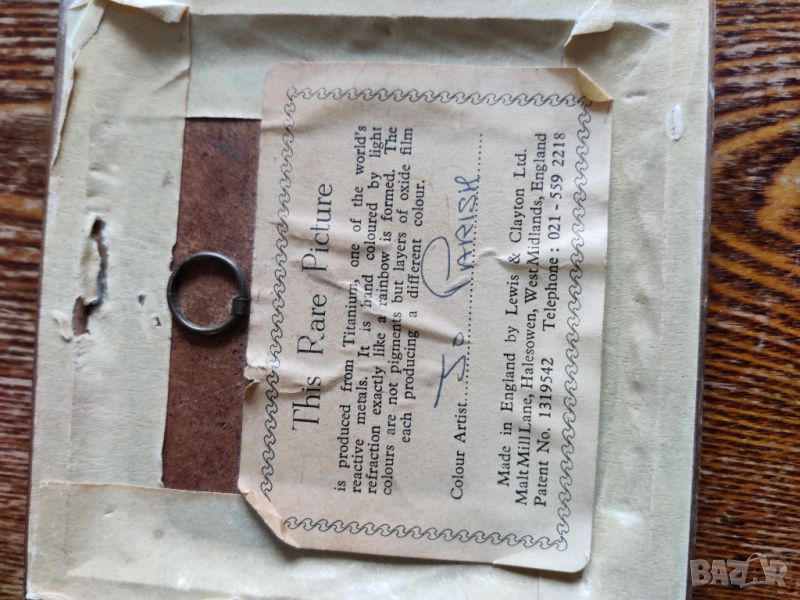 This Rare Picture
is produced from Titanium, one of the world's
reactive metals. It is hand coloured by light
refraction exactly like a rainbow is formed. The
colours are not pigments but layers of oxide film
each producing a different colour.
Colour Artist....Jo Parish........
Made in England by Lewis & Clayton Ltd.
Malt Mill Lane, Halesowen, West Midlands, England
Patent No. 1319542 Telephone : 021 - 559 2218
BAZAR